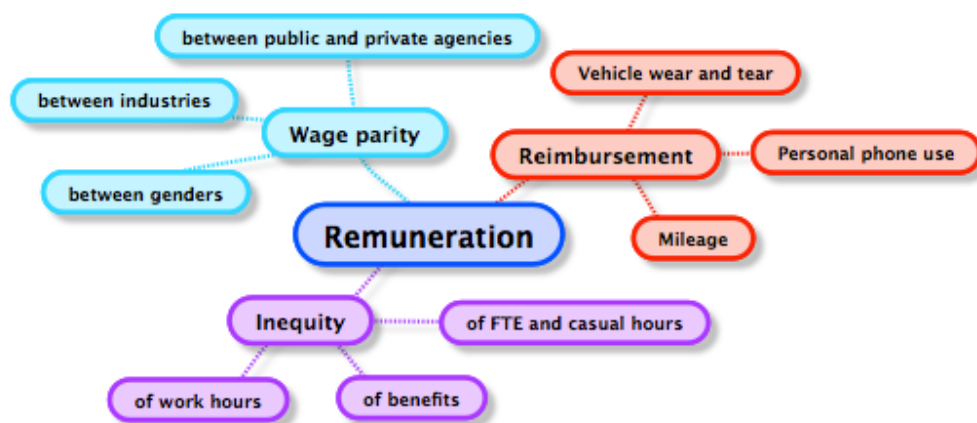 between public and private agencies
between industries
Wage parity
between genders
Vehicle wear and tear
Reimbursement
Personal phone use
Mileage
Remuneration
Inequity
of FTE and casual hours
of work hours
of benefits